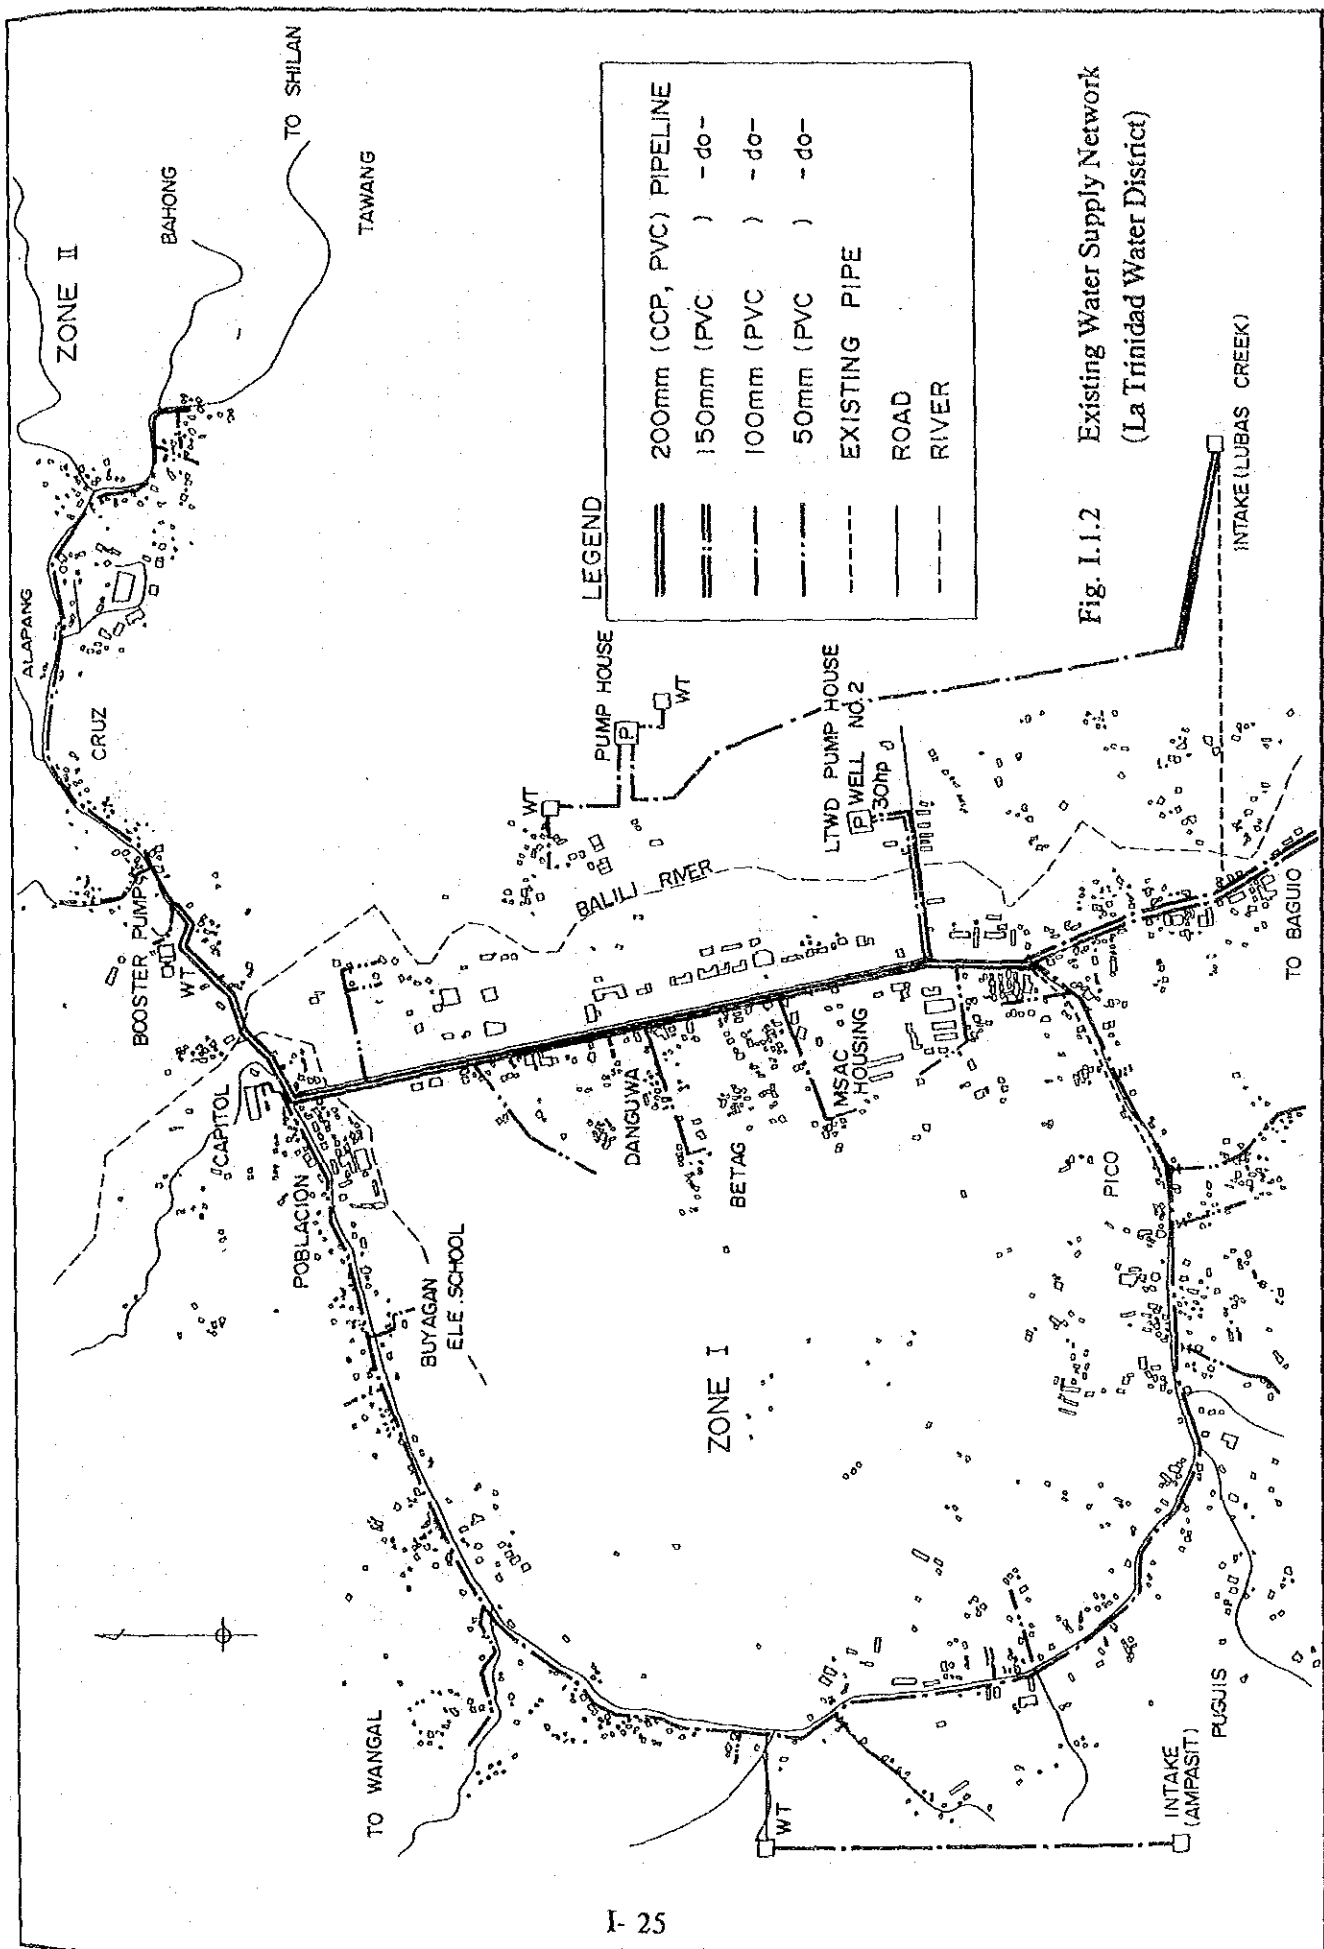 ZONE II
BAHONG
TO SHILAN
TAWANG
ALAPANG
CRUZ
BOOSTER PUMPS
WT
CAPITOL
POBLACION
BUYAGAN
ELE. SCHOOL
TO WANGAL
PUMP HOUSE
P
WT
WT
BALILI RIVER
LTWD PUMP HOUSE
P WELL NO. 2
30hp
DANGUWA
BETAG
MSAC
HOUSING
PICO
ZONE I
TO BAGUIO
INTAKE (LUBAS CREEK)
WT
INTAKE
(AMPASIT)
PUGUIS
LEGEND
200mm (CCP, PVC) PIPELINE
150mm (PVC ) -do-
100mm (PVC ) -do-
50mm (PVC ) -do-
EXISTING PIPE
ROAD
RIVER
Fig. I.1.2 Existing Water Supply Network
(La Trinidad Water District)
I- 25